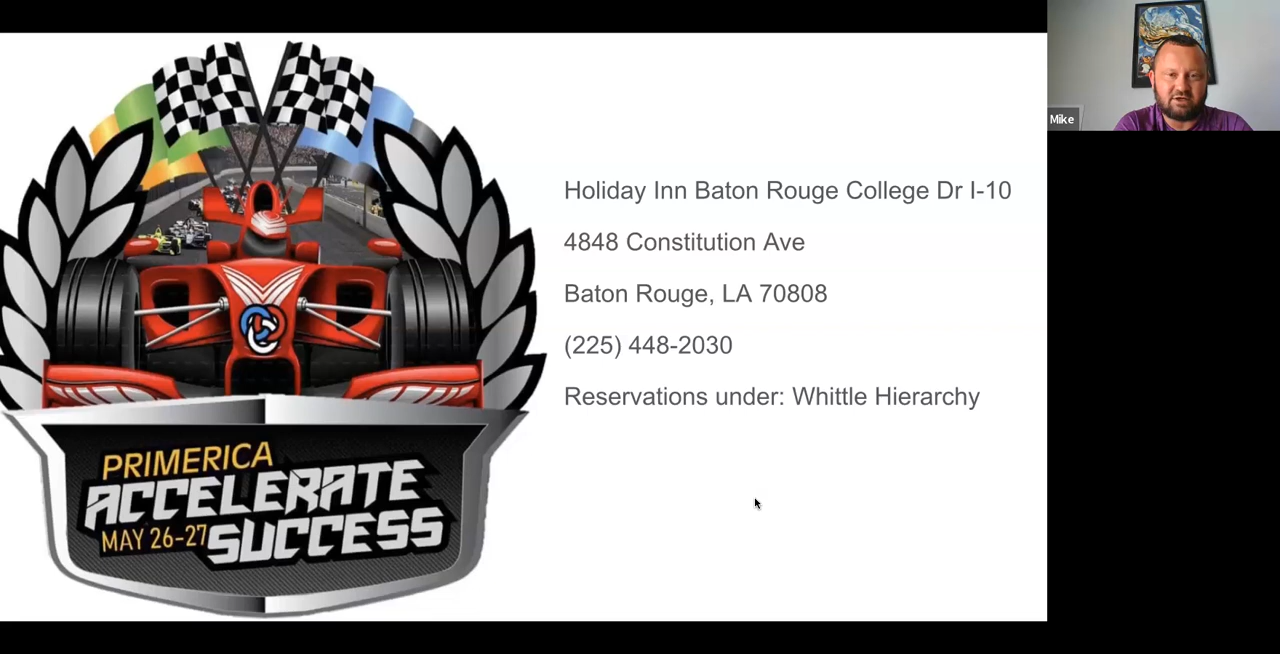 Holiday Inn Baton Rouge College Dr I-10
4848 Constitution Ave
Baton Rouge, LA 70808
(225) 448-2030
Reservations under: Whittle Hierarchy
PRIMERICA
ACCELERATE
MAY 26-27 SUCCESS
Mike